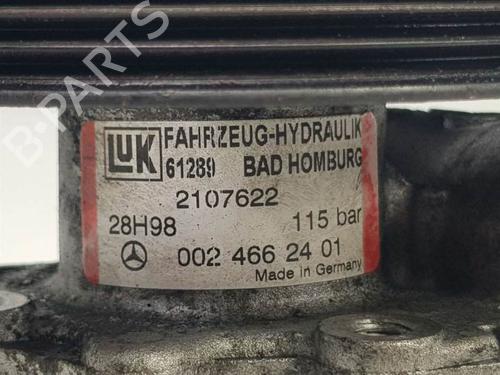 LUK FAHRZEUG-HYDRAULIK
61289 BAD HOMBURG
2107622
28H98 115 bar
002 466 24 01
Made in Germany
B-PARTS